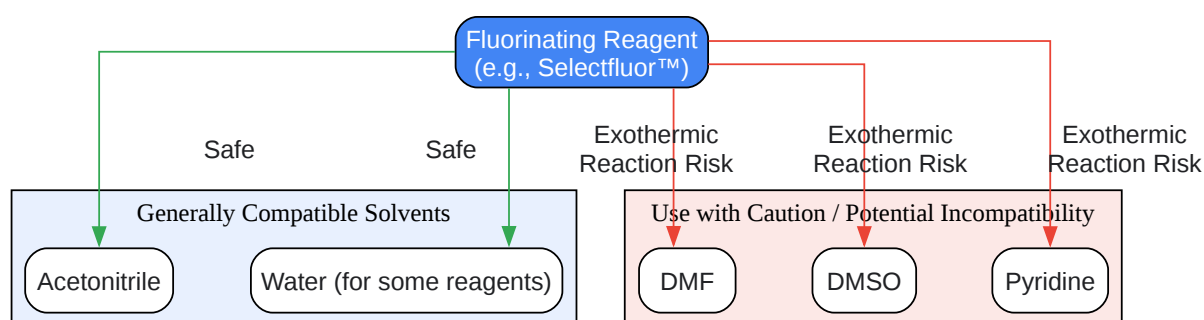 Fluorinating Reagent
(e.g., Selectfluor™)
Safe
Safe
Exothermic
Reaction Risk
Exothermic
Reaction Risk
Exothermic
Reaction Risk
Generally Compatible Solvents
Use with Caution / Potential Incompatibility
Acetonitrile
Water (for some reagents)
DMF
DMSO
Pyridine